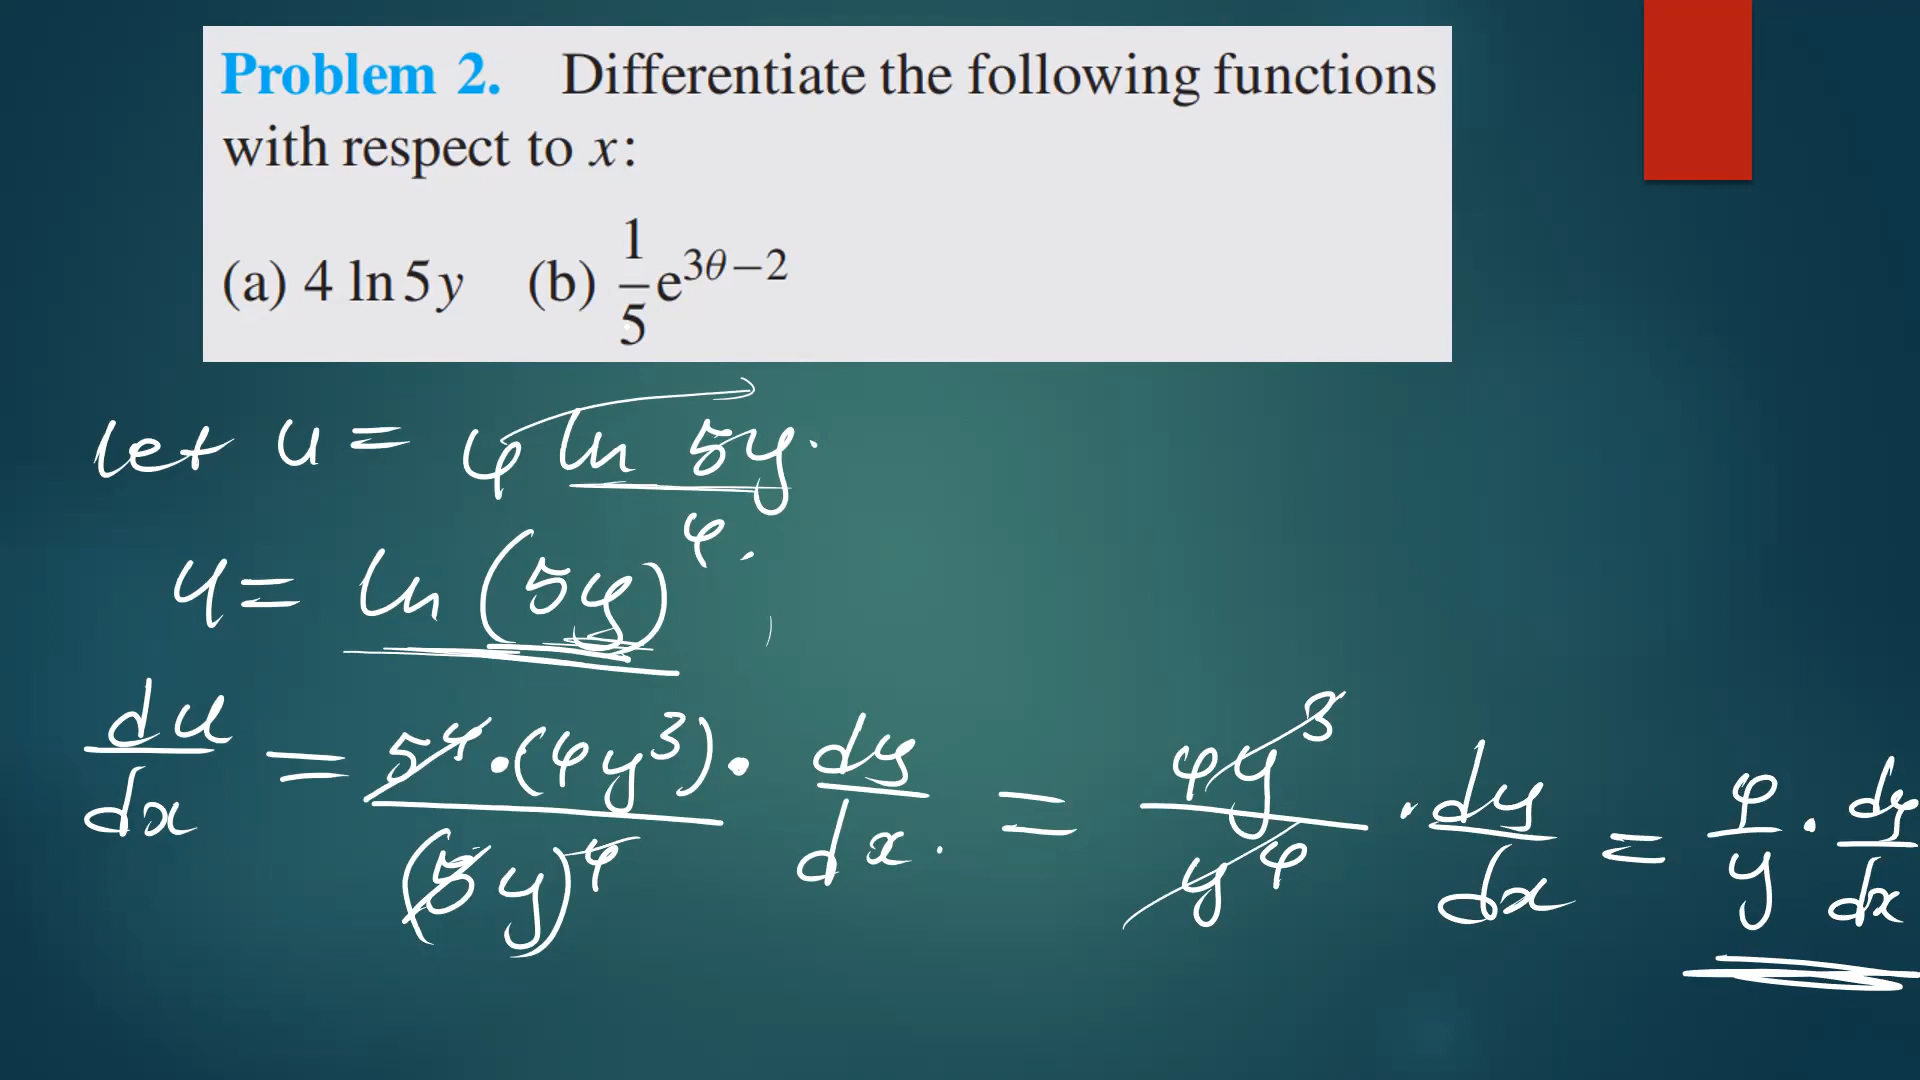 Problem 2. Differentiate the following functions
with respect to x:
(a) 4 ln 5y (b) 1/5 e^{3θ−2}
let u = 4 ln 5y.
u = ln (5y)^4.
du/dx = 5^4 · (4y^3)/(5y)^4 · dy/dx. = 4y^3/y^4 · dy/dx = 4/y · dy/dx